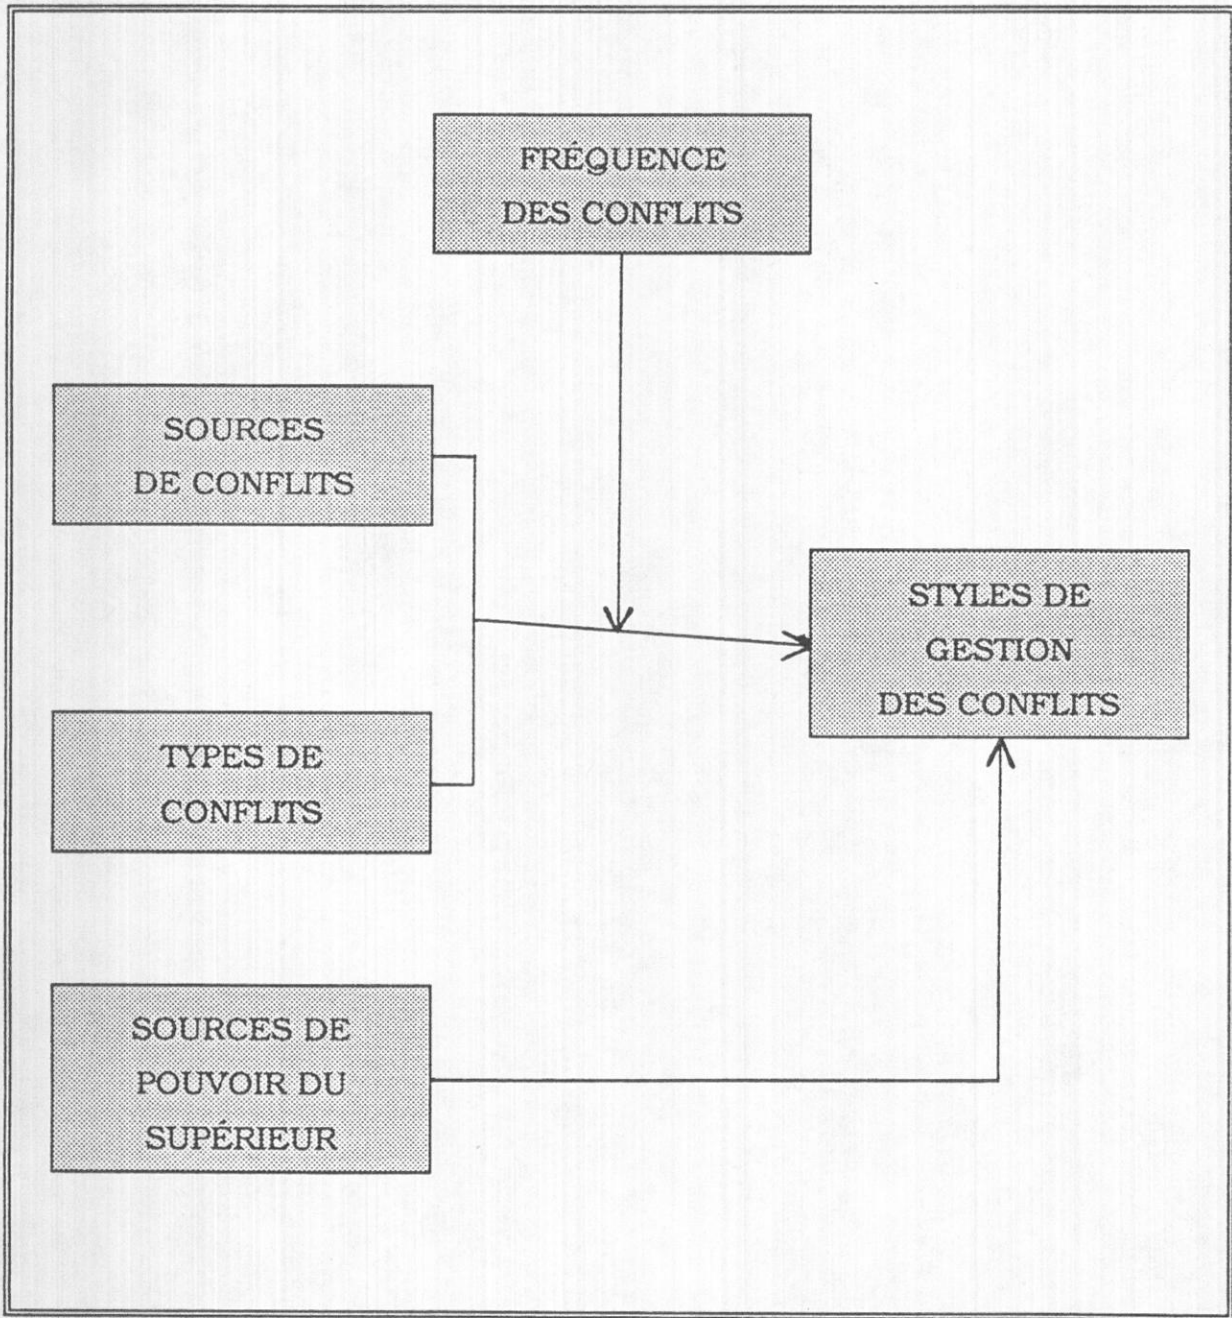 FRÉQUENCE
DES CONFLITS
SOURCES
DE CONFLITS
STYLES DE
GESTION
DES CONFLITS
TYPES DE
CONFLITS
SOURCES DE
POUVOIR DU
SUPÉRIEUR